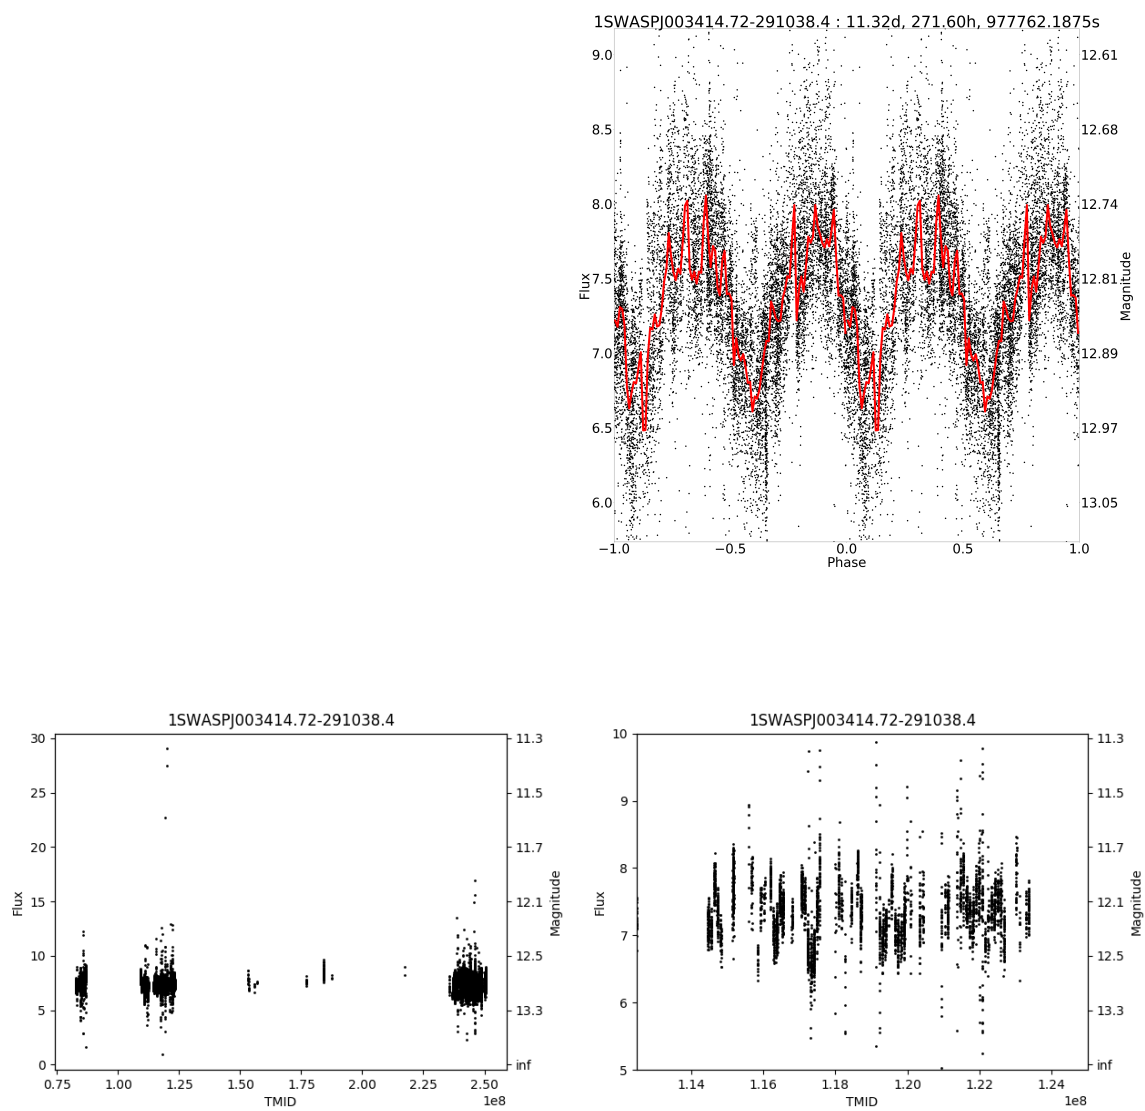 1SWASPJ003414.72-291038.4 : 11.32d, 271.60h, 977762.1875s
9.0
8.5
8.0
7.5
7.0
6.5
6.0
Flux
12.61
12.68
12.74
12.81
12.89
12.97
13.05
Magnitude
−1.0 −0.5 0.0 0.5 1.0
Phase
1SWASPJ003414.72-291038.4
30
25
20
15
10
5
0
Flux
11.3
11.5
11.7
12.1
12.5
13.3
inf
Magnitude
0.75 1.00 1.25 1.50 1.75 2.00 2.25 2.50
1e8
TMID
1SWASPJ003414.72-291038.4
10
9
8
7
6
5
Flux
11.3
11.5
11.7
12.1
12.5
13.3
inf
Magnitude
1.14 1.16 1.18 1.20 1.22 1.24
1e8
TMID